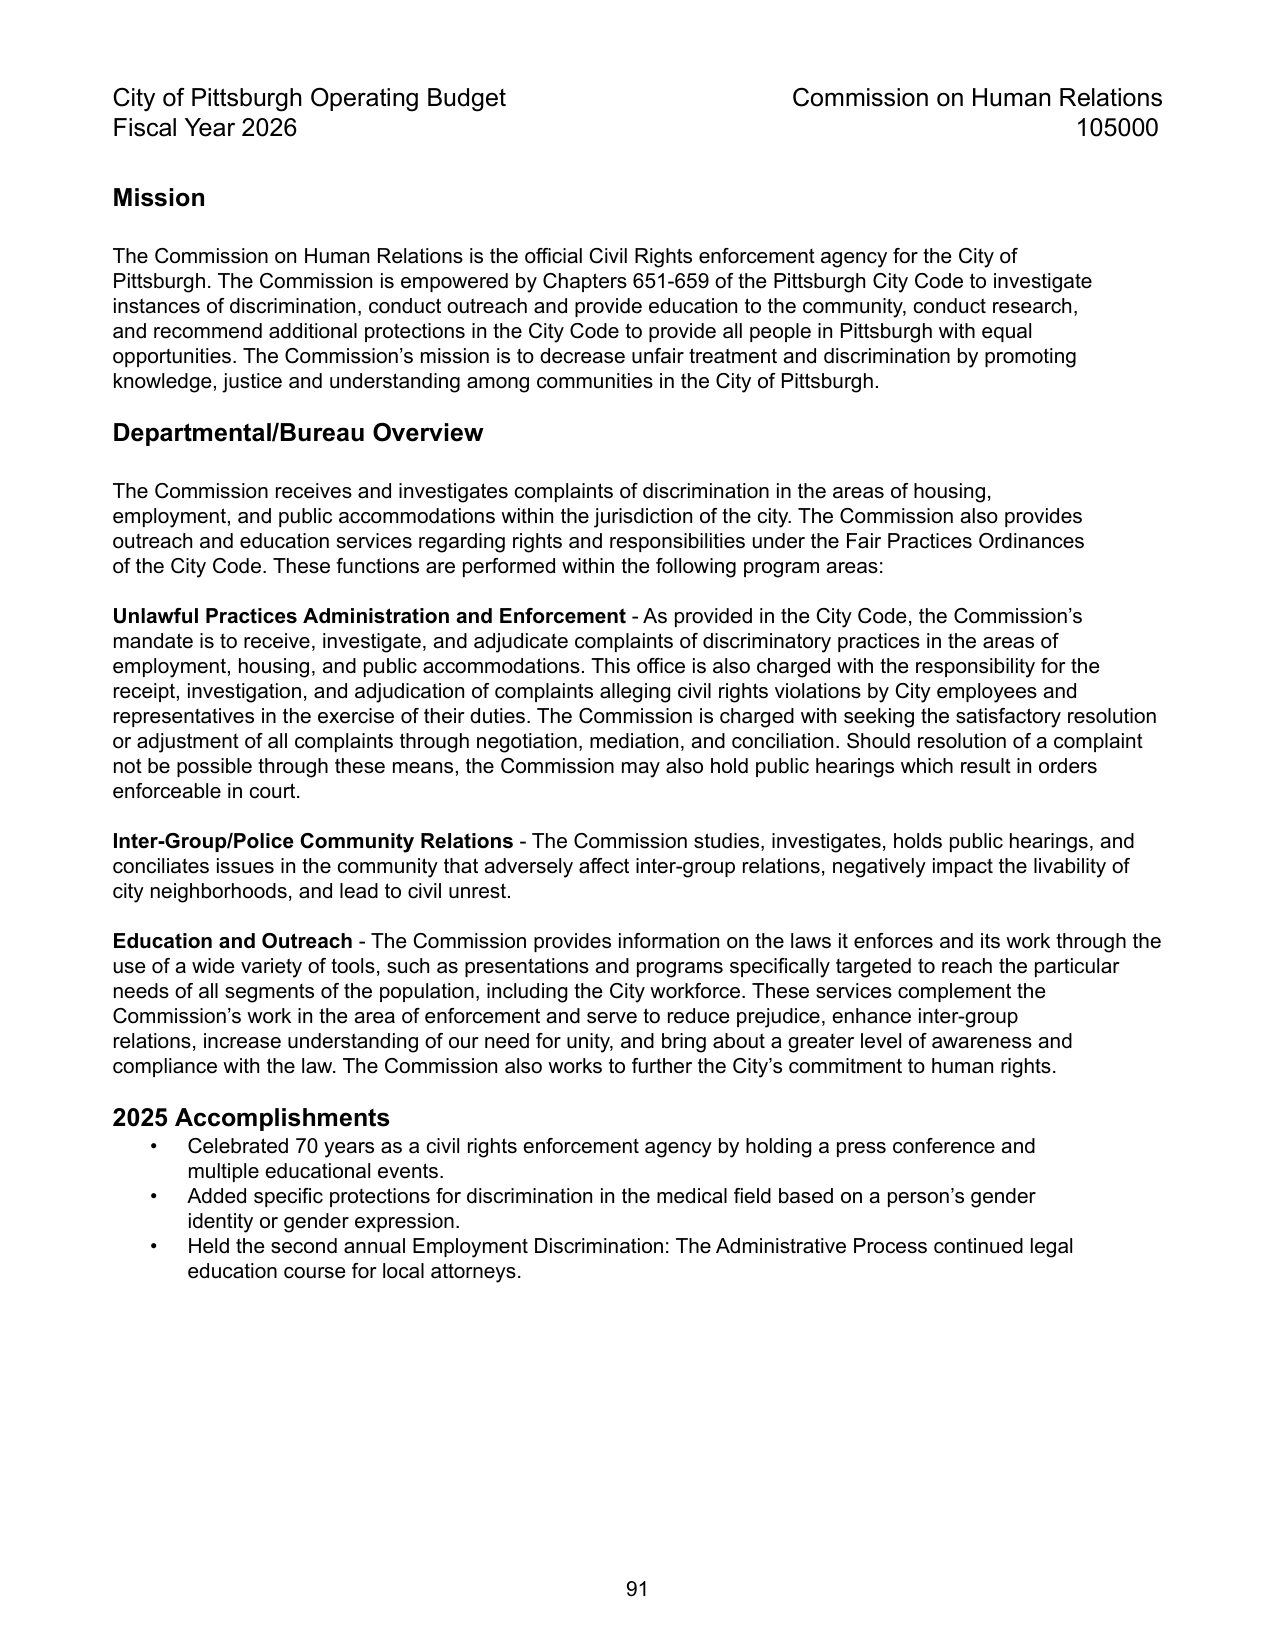 City of Pittsburgh Operating Budget
Fiscal Year 2026
Commission on Human Relations
105000
Mission
The Commission on Human Relations is the official Civil Rights enforcement agency for the City of
Pittsburgh. The Commission is empowered by Chapters 651-659 of the Pittsburgh City Code to investigate
instances of discrimination, conduct outreach and provide education to the community, conduct research,
and recommend additional protections in the City Code to provide all people in Pittsburgh with equal
opportunities. The Commission’s mission is to decrease unfair treatment and discrimination by promoting
knowledge, justice and understanding among communities in the City of Pittsburgh.
Departmental/Bureau Overview
The Commission receives and investigates complaints of discrimination in the areas of housing,
employment, and public accommodations within the jurisdiction of the city. The Commission also provides
outreach and education services regarding rights and responsibilities under the Fair Practices Ordinances
of the City Code. These functions are performed within the following program areas:
Unlawful Practices Administration and Enforcement - As provided in the City Code, the Commission’s
mandate is to receive, investigate, and adjudicate complaints of discriminatory practices in the areas of
employment, housing, and public accommodations. This office is also charged with the responsibility for the
receipt, investigation, and adjudication of complaints alleging civil rights violations by City employees and
representatives in the exercise of their duties. The Commission is charged with seeking the satisfactory resolution
or adjustment of all complaints through negotiation, mediation, and conciliation. Should resolution of a complaint
not be possible through these means, the Commission may also hold public hearings which result in orders
enforceable in court.
Inter-Group/Police Community Relations - The Commission studies, investigates, holds public hearings, and
conciliates issues in the community that adversely affect inter-group relations, negatively impact the livability of
city neighborhoods, and lead to civil unrest.
Education and Outreach - The Commission provides information on the laws it enforces and its work through the
use of a wide variety of tools, such as presentations and programs specifically targeted to reach the particular
needs of all segments of the population, including the City workforce. These services complement the
Commission’s work in the area of enforcement and serve to reduce prejudice, enhance inter-group
relations, increase understanding of our need for unity, and bring about a greater level of awareness and
compliance with the law. The Commission also works to further the City’s commitment to human rights.
2025 Accomplishments
• Celebrated 70 years as a civil rights enforcement agency by holding a press conference and
multiple educational events.
• Added specific protections for discrimination in the medical field based on a person’s gender
identity or gender expression.
• Held the second annual Employment Discrimination: The Administrative Process continued legal
education course for local attorneys.
91